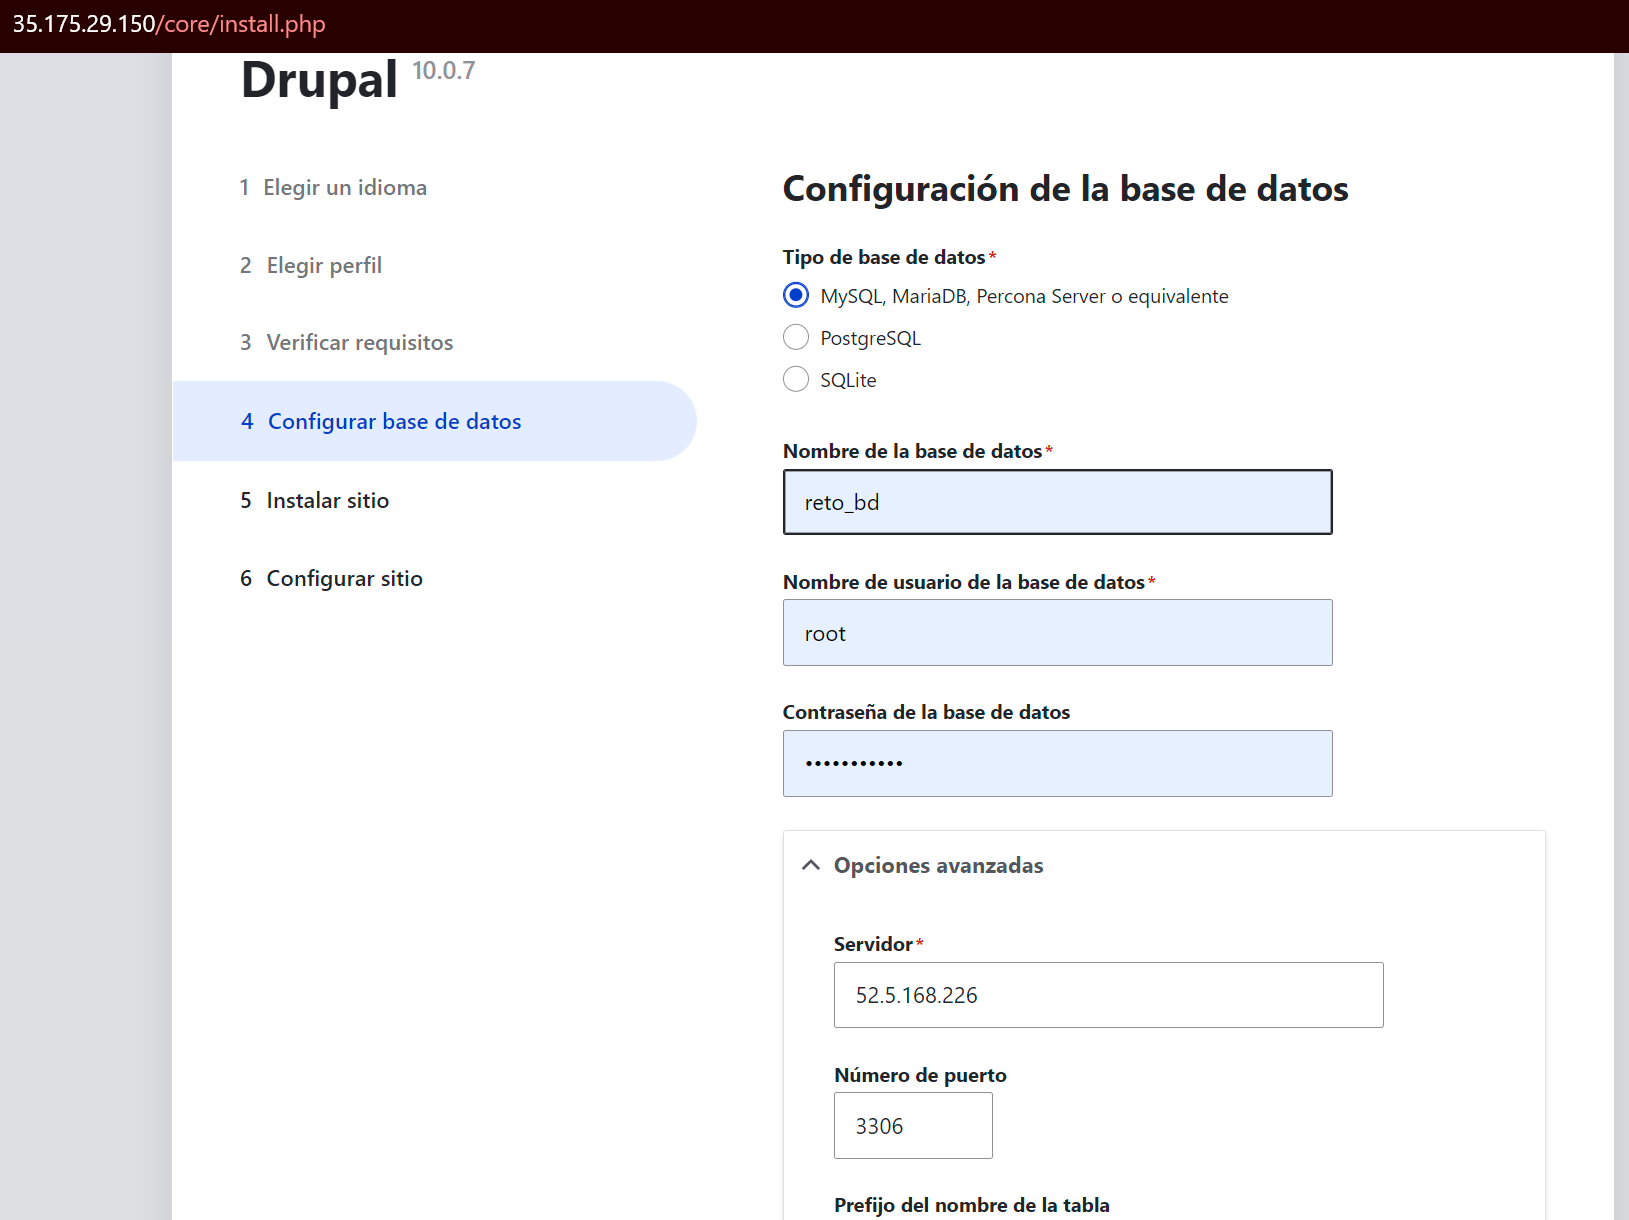 35.175.29.150/core/install.php
Drupal 10.0.7
1 Elegir un idioma
2 Elegir perfil
3 Verificar requisitos
4 Configurar base de datos
5 Instalar sitio
6 Configurar sitio
Configuración de la base de datos
Tipo de base de datos*
MySQL, MariaDB, Percona Server o equivalente
PostgreSQL
SQLite
Nombre de la base de datos*
reto_bd
Nombre de usuario de la base de datos*
root
Contraseña de la base de datos
•••••••••••
Opciones avanzadas
Servidor*
52.5.168.226
Número de puerto
3306
Prefijo del nombre de la tabla